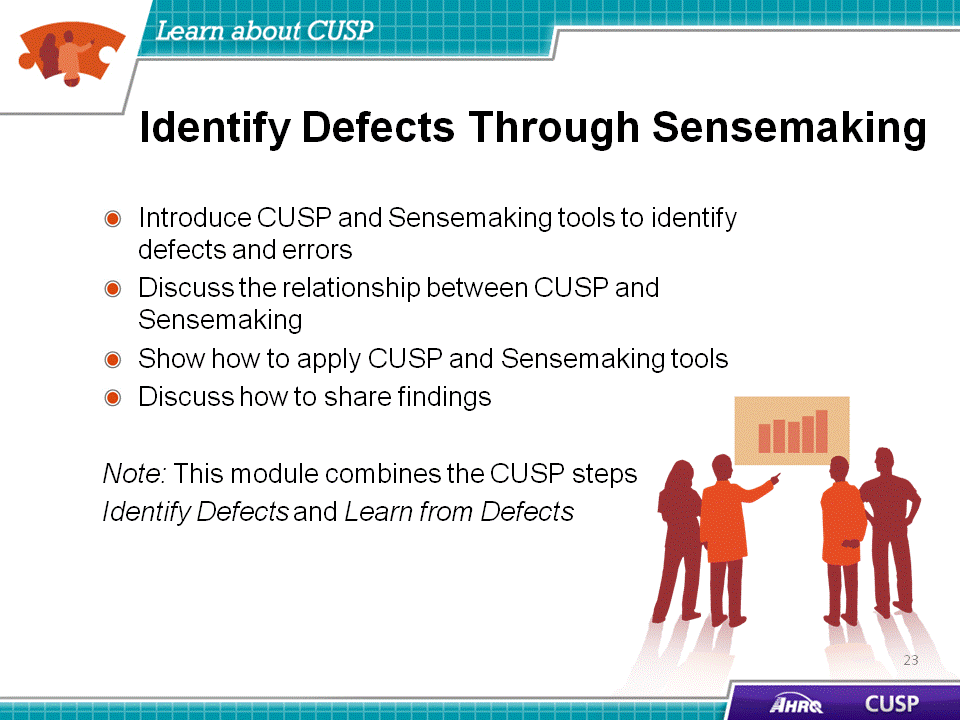 Learn about CUSP
Identify Defects Through Sensemaking
Introduce CUSP and Sensemaking tools to identify
defects and errors
Discuss the relationship between CUSP and
Sensemaking
Show how to apply CUSP and Sensemaking tools
Discuss how to share findings
Note: This module combines the CUSP steps
Identify Defects and Learn from Defects
23
AHRQ
CUSP